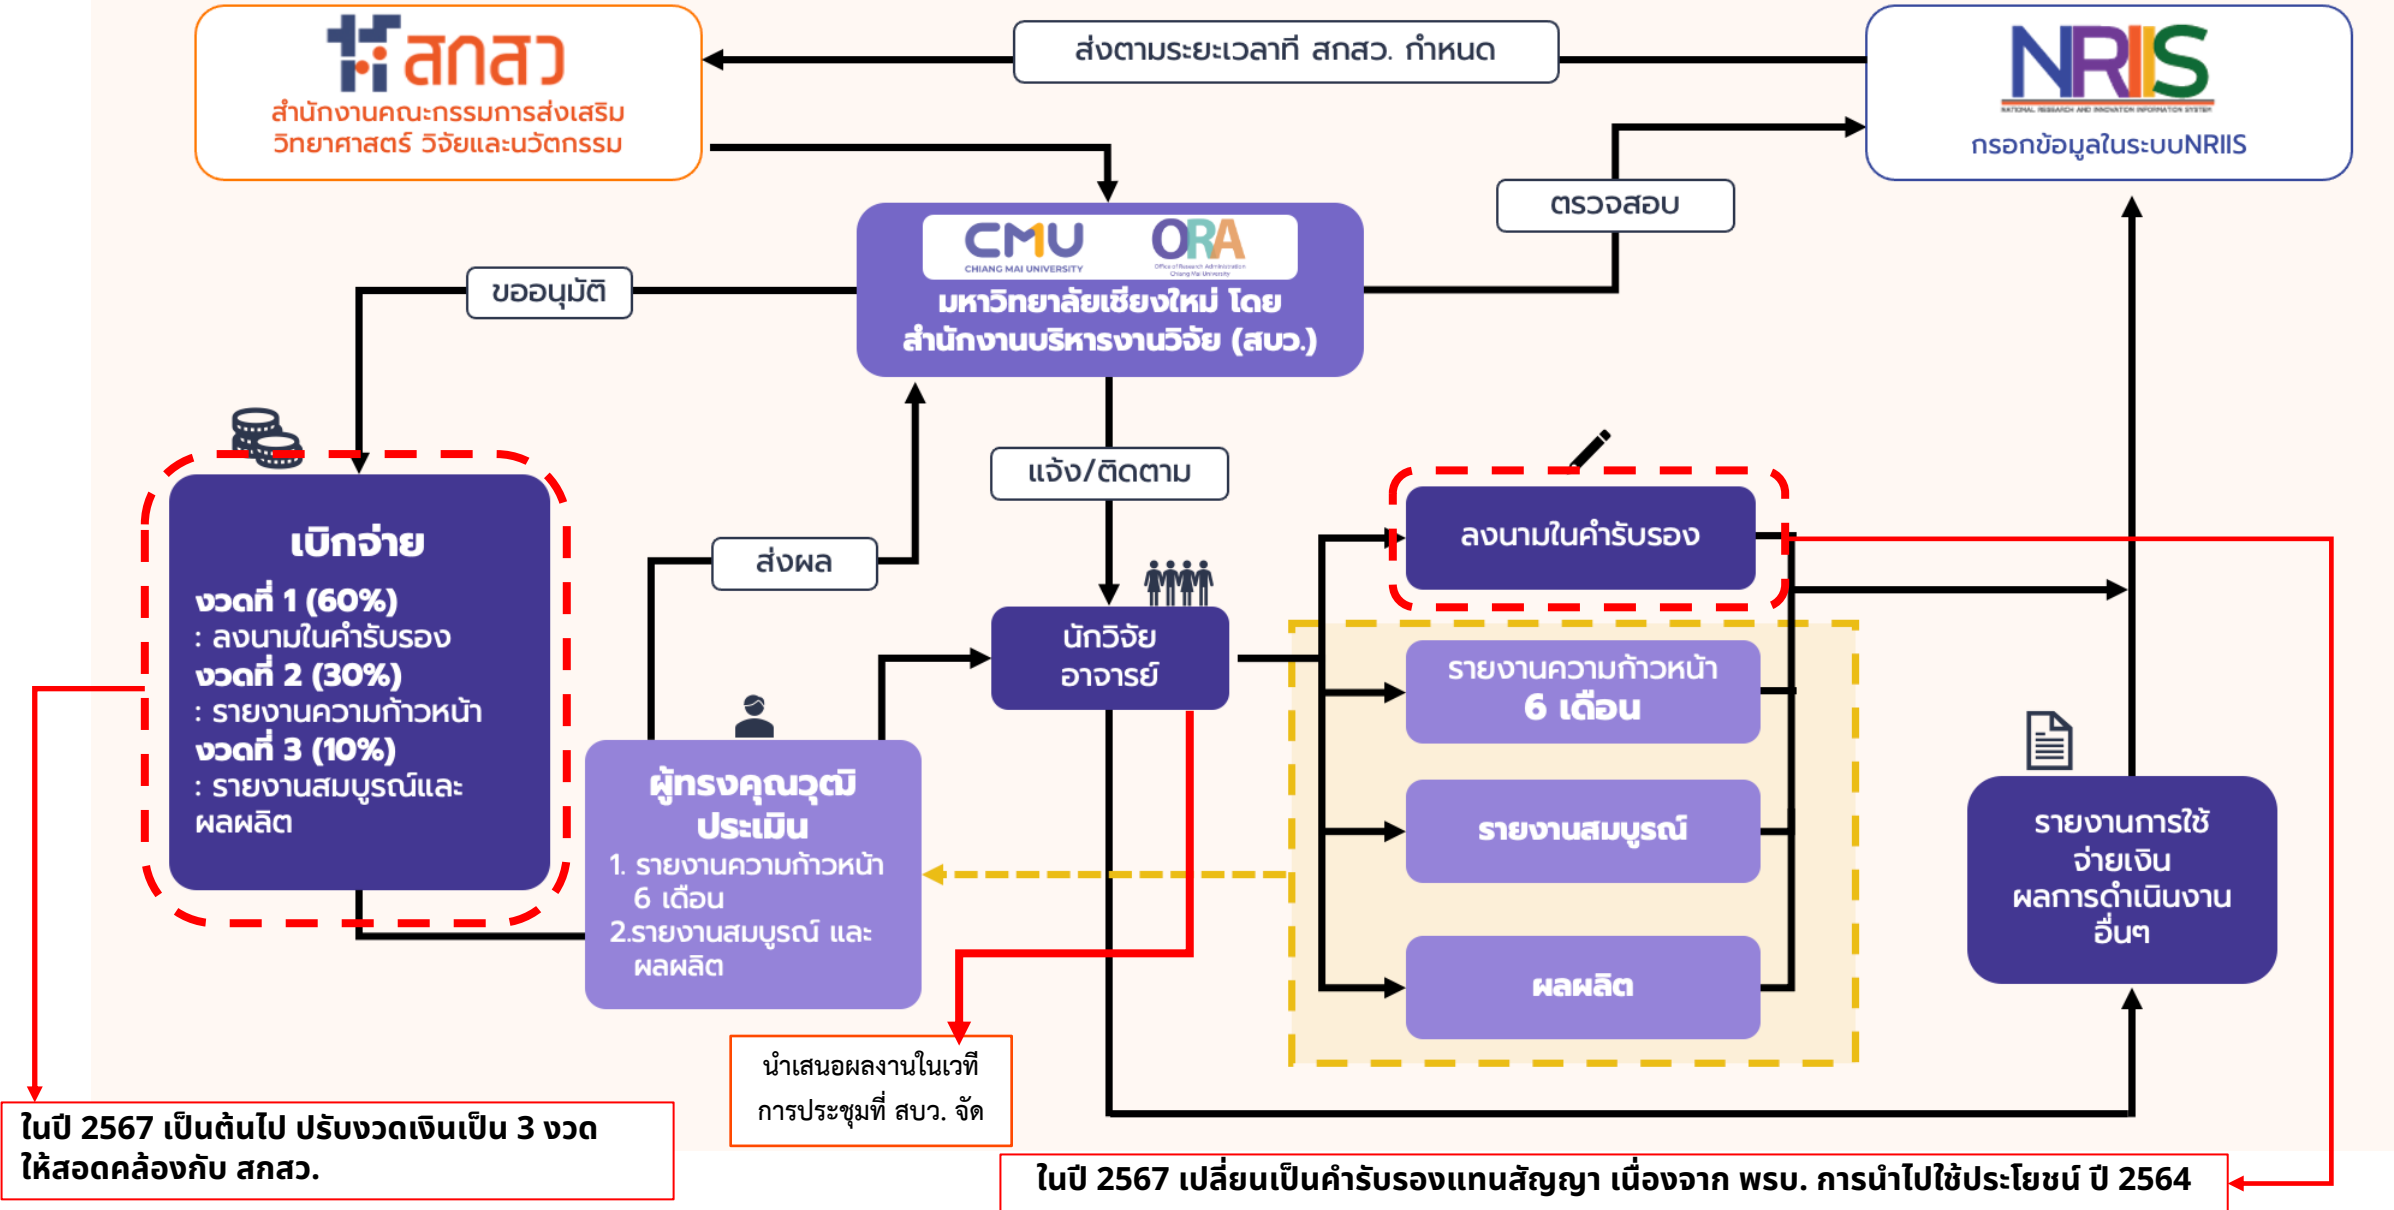 สกสว
สำนักงานคณะกรรมการส่งเสริม
วิทยาศาสตร์ วิจัยและนวัตกรรม
ส่งตามระยะเวลาที่ สกสว. กำหนด
NRIIS
NATIONAL RESEARCH AND INNOVATION INFORMATION SYSTEM
กรอกข้อมูลในระบบNRIIS
ตรวจสอบ
CMU
CHIANG MAI UNIVERSITY
ORA
Office of Research Administration
Chiang Mai University
มหาวิทยาลัยเชียงใหม่ โดย
สำนักงานบริหารงานวิจัย (สบว.)
ขออนุมัติ
แจ้ง/ติดตาม
ส่งผล
เบิกจ่าย
งวดที่ 1 (60%)
: ลงนามในคำรับรอง
งวดที่ 2 (30%)
: รายงานความก้าวหน้า
งวดที่ 3 (10%)
: รายงานสมบูรณ์และ
ผลผลิต
ผู้ทรงคุณวุฒิ
ประเมิน
1. รายงานความก้าวหน้า
6 เดือน
2.รายงานสมบูรณ์ และ
ผลผลิต
นักวิจัย
อาจารย์
ลงนามในคำรับรอง
รายงานความก้าวหน้า
6 เดือน
รายงานสมบูรณ์
ผลผลิต
รายงานการใช้
จ่ายเงิน
ผลการดำเนินงาน
อื่นๆ
นำเสนอผลงานในเวที
การประชุมที่ สบว. จัด
ในปี 2567 เป็นต้นไป ปรับงวดเงินเป็น 3 งวด
ให้สอดคล้องกับ สกสว.
ในปี 2567 เปลี่ยนเป็นคำรับรองแทนสัญญา เนื่องจาก พรบ. การนำไปใช้ประโยชน์ ปี 2564